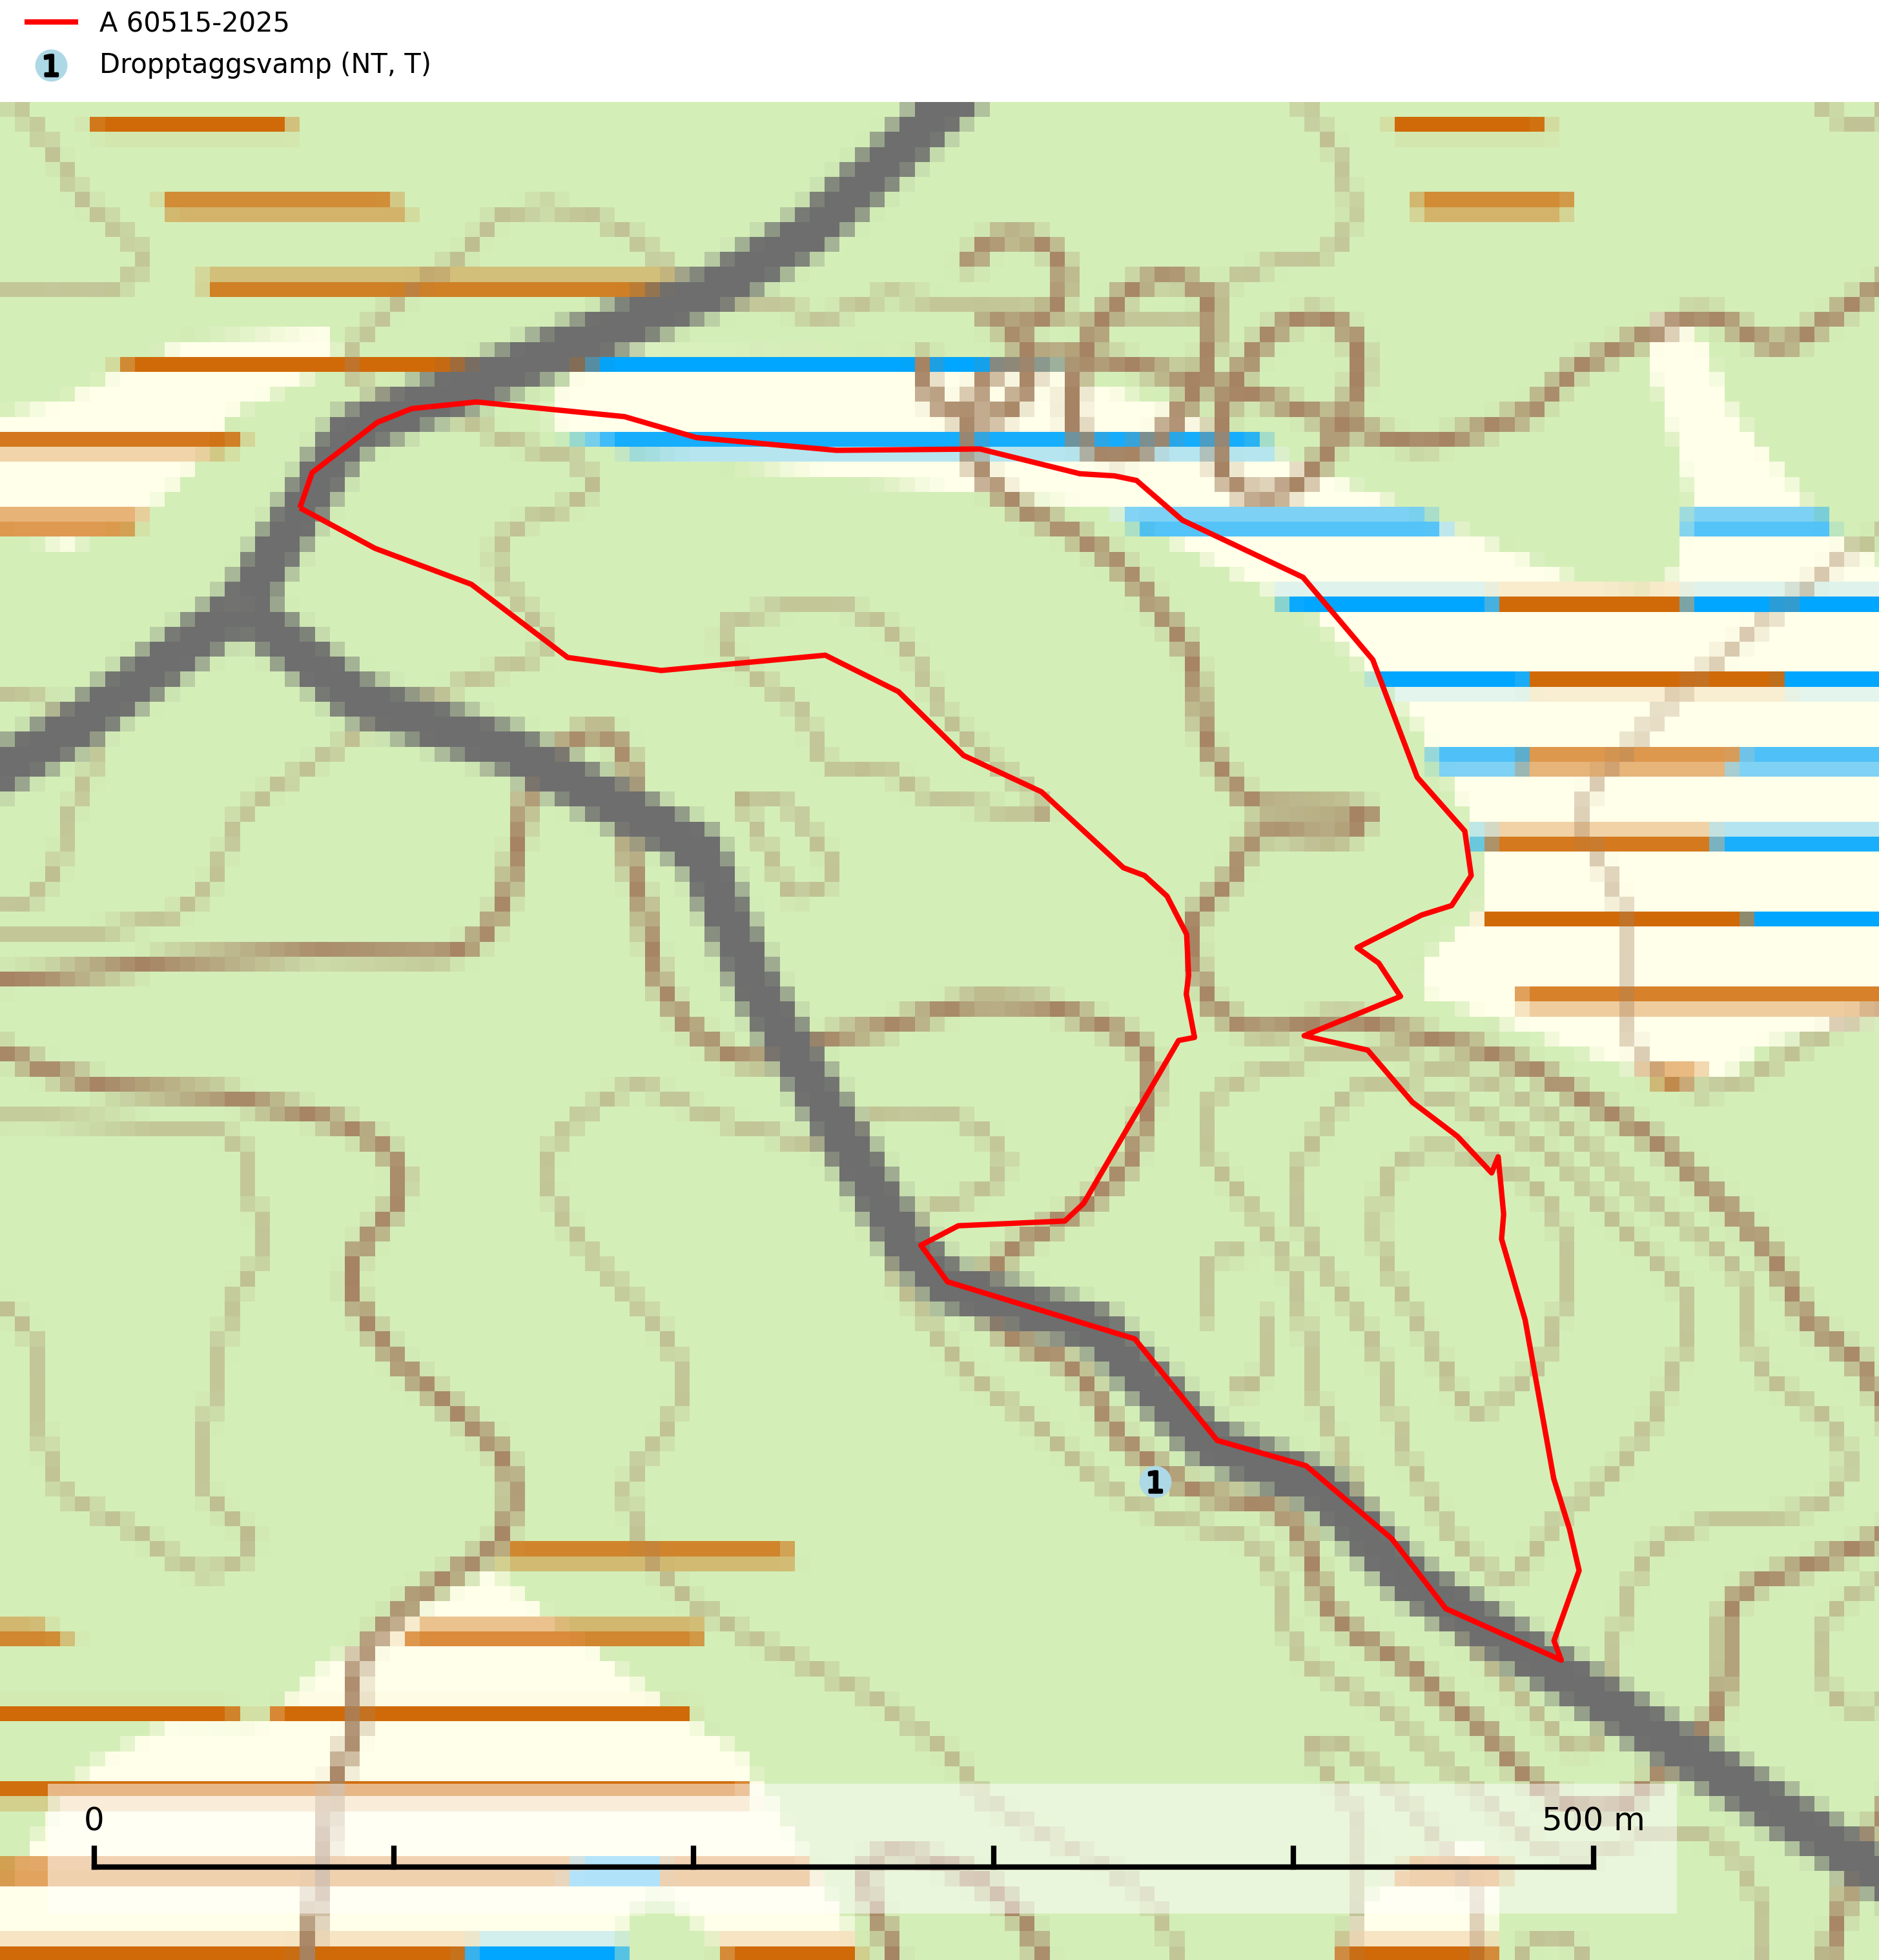 A 60515-2025
1 Dropptaggsvamp (NT, T)
1
0 500 m